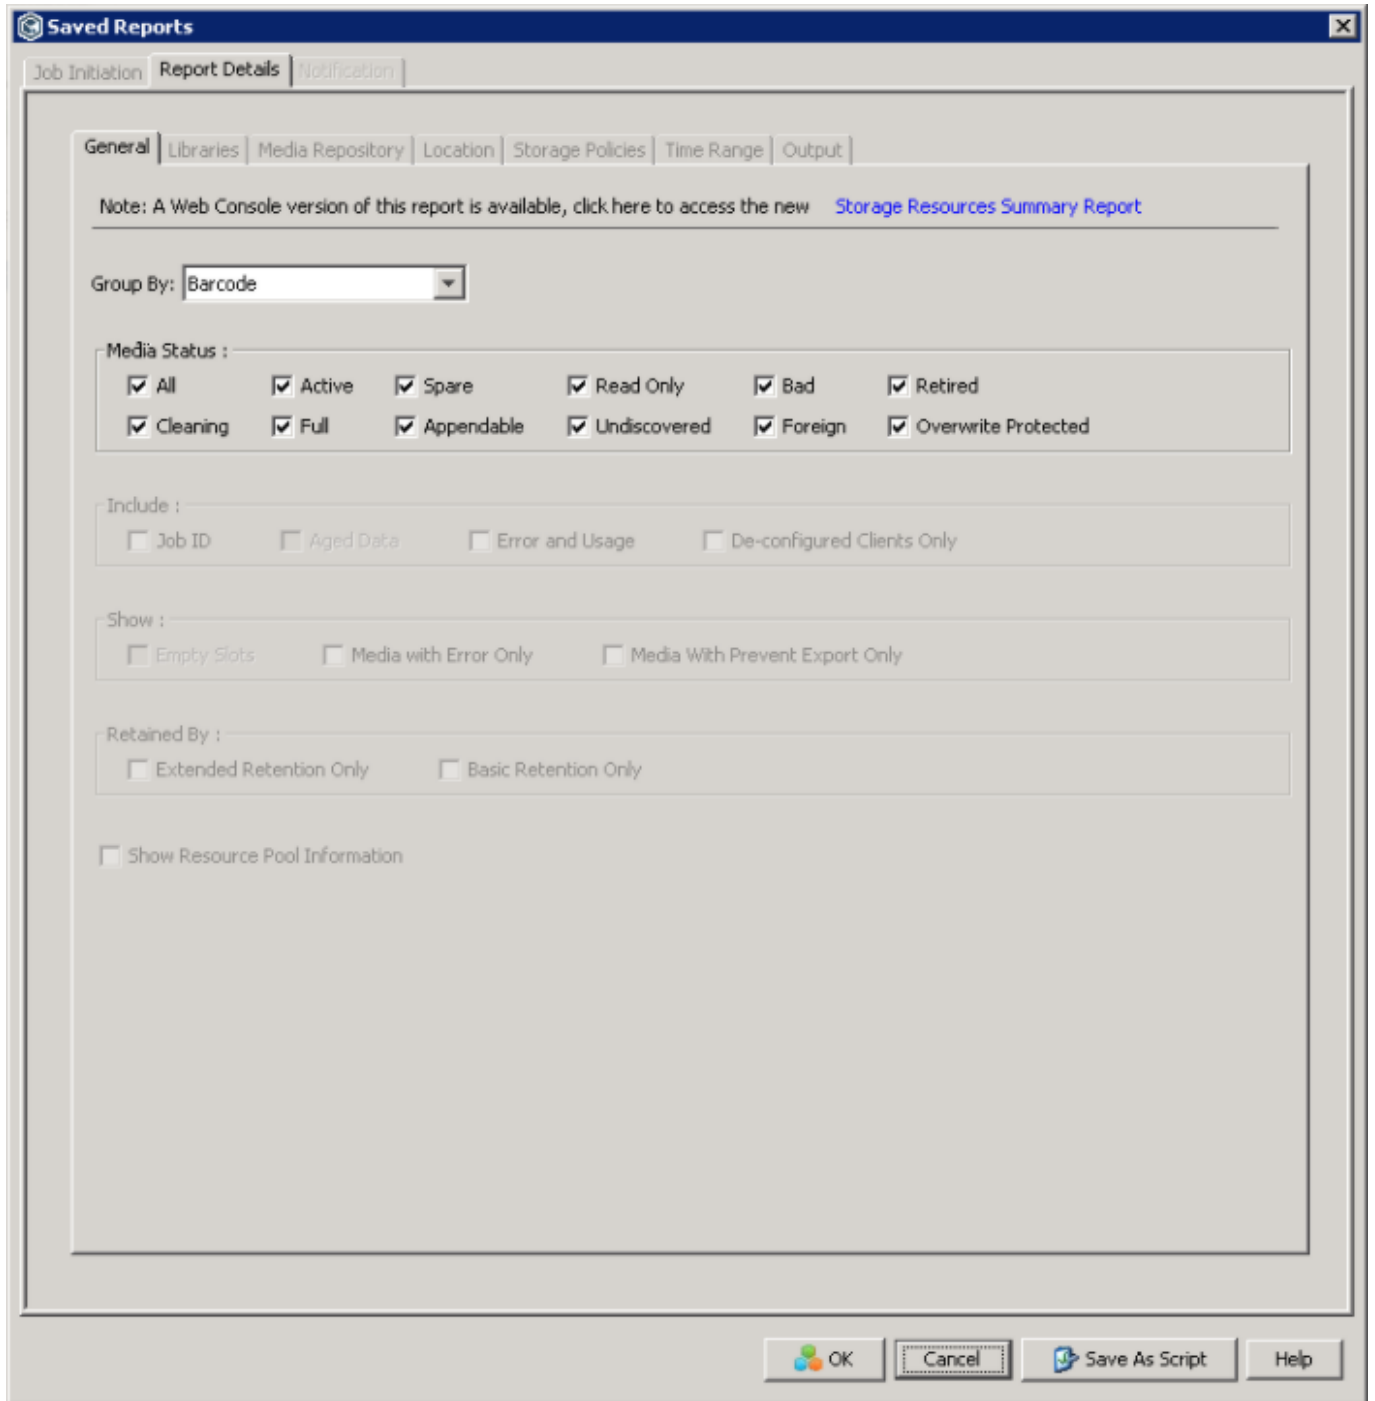 Saved Reports
Job Initiation Report Details Notification
General Libraries Media Repository Location Storage Policies Time Range Output
Note: A Web Console version of this report is available, click here to access the new Storage Resources Summary Report
Group By: Barcode
Media Status :
All Active Spare Read Only Bad Retired
Cleaning Full Appendable Undiscovered Foreign Overwrite Protected
Include :
Job ID Aged Data Error and Usage De-configured Clients Only
Show :
Empty Slots Media with Error Only Media With Prevent Export Only
Retained By :
Extended Retention Only Basic Retention Only
Show Resource Pool Information
OK Cancel Save As Script Help